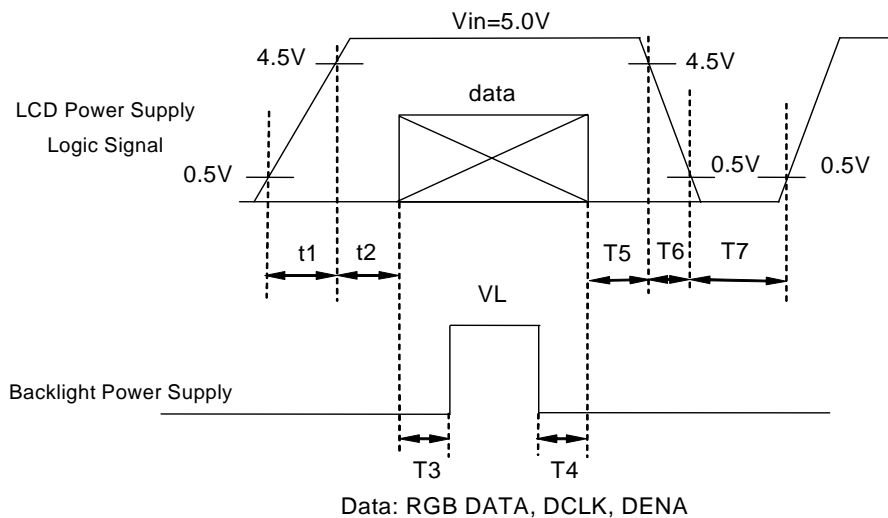 Vin=5.0V
4.5V
4.5V
data
LCD Power Supply
Logic Signal
0.5V
0.5V
0.5V
t1
t2
T5
T6
T7
VL
Backlight Power Supply
T3
T4
Data: RGB DATA, DCLK, DENA